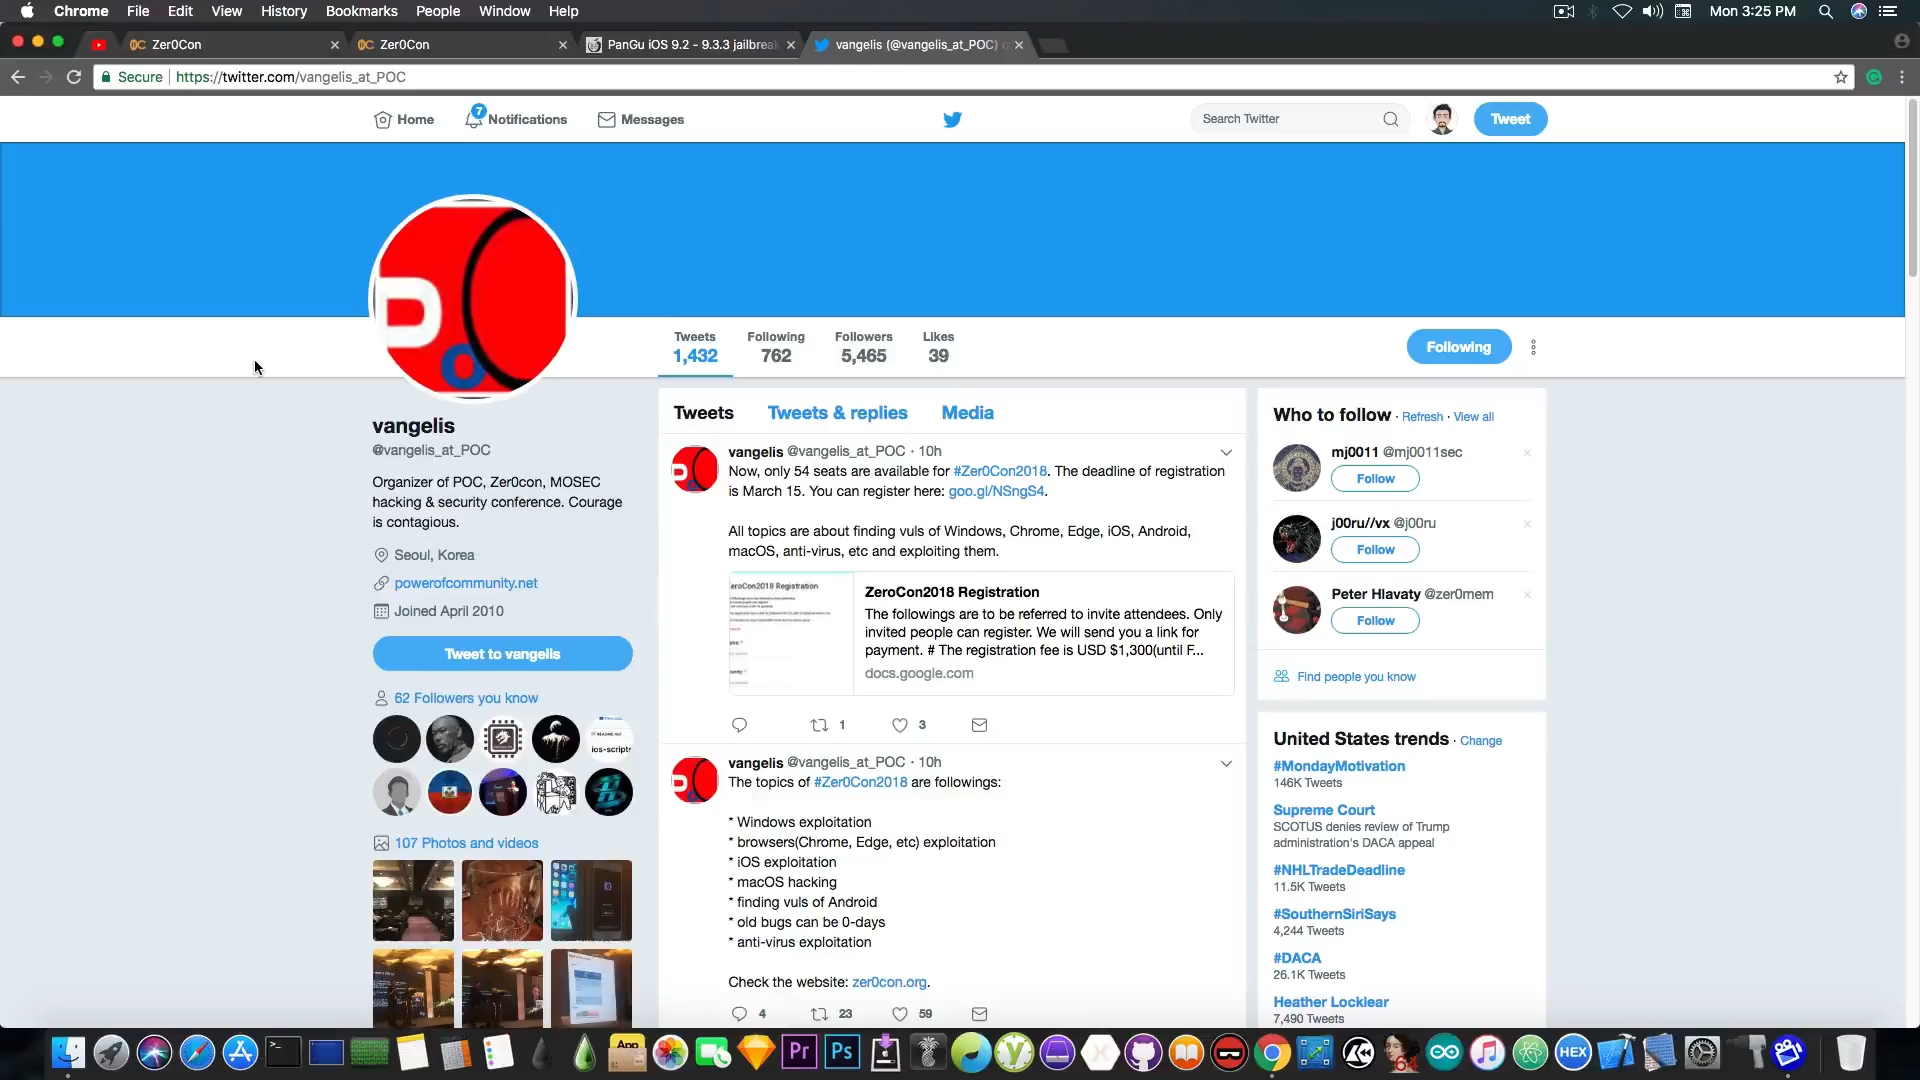 Chrome File Edit View History Bookmarks People Window Help
Mon 3:25 PM
Zer0Con
Zer0Con
PanGu iOS 9.2 - 9.3.3 jailbreak
vangelis (@vangelis_at_POC)
Secure https://twitter.com/vangelis_at_POC
Home
7
Notifications
Messages
Search Twitter
Tweet
Tweets
1,432
Following
762
Followers
5,465
Likes
39
Following
vangelis
@vangelis_at_POC
Organizer of POC, Zer0con, MOSEC
hacking & security conference. Courage
is contagious.
Seoul, Korea
powerofcommunity.net
Joined April 2010
Tweet to vangelis
62 Followers you know
ios-scripts
107 Photos and videos
Tweets Tweets & replies Media
vangelis @vangelis_at_POC · 10h
Now, only 54 seats are available for #Zer0Con2018. The deadline of registration
is March 15. You can register here: goo.gl/NSngS4.
All topics are about finding vuls of Windows, Chrome, Edge, iOS, Android,
macOS, anti-virus, etc and exploiting them.
ZeroCon2018 Registration
The followings are to be referred to invite attendees. Only
invited people can register. We will send you a link for
payment. # The registration fee is USD $1,300(until F...
docs.google.com
1 3
vangelis @vangelis_at_POC · 10h
The topics of #Zer0Con2018 are followings:
* Windows exploitation
* browsers(Chrome, Edge, etc) exploitation
* iOS exploitation
* macOS hacking
* finding vuls of Android
* old bugs can be 0-days
* anti-virus exploitation
Check the website: zer0con.org.
4 23 59
Who to follow · Refresh · View all
mj0011 @mj0011sec
Follow
j00ru//vx @j00ru
Follow
Peter Hlavaty @zer0mem
Follow
Find people you know
United States trends · Change
#MondayMotivation
146K Tweets
Supreme Court
SCOTUS denies review of Trump
administration's DACA appeal
#NHLTradeDeadline
11.5K Tweets
#SouthernSiriSays
4,244 Tweets
#DACA
26.1K Tweets
Heather Locklear
7,490 Tweets
App
Pr
Ps
64
HEX